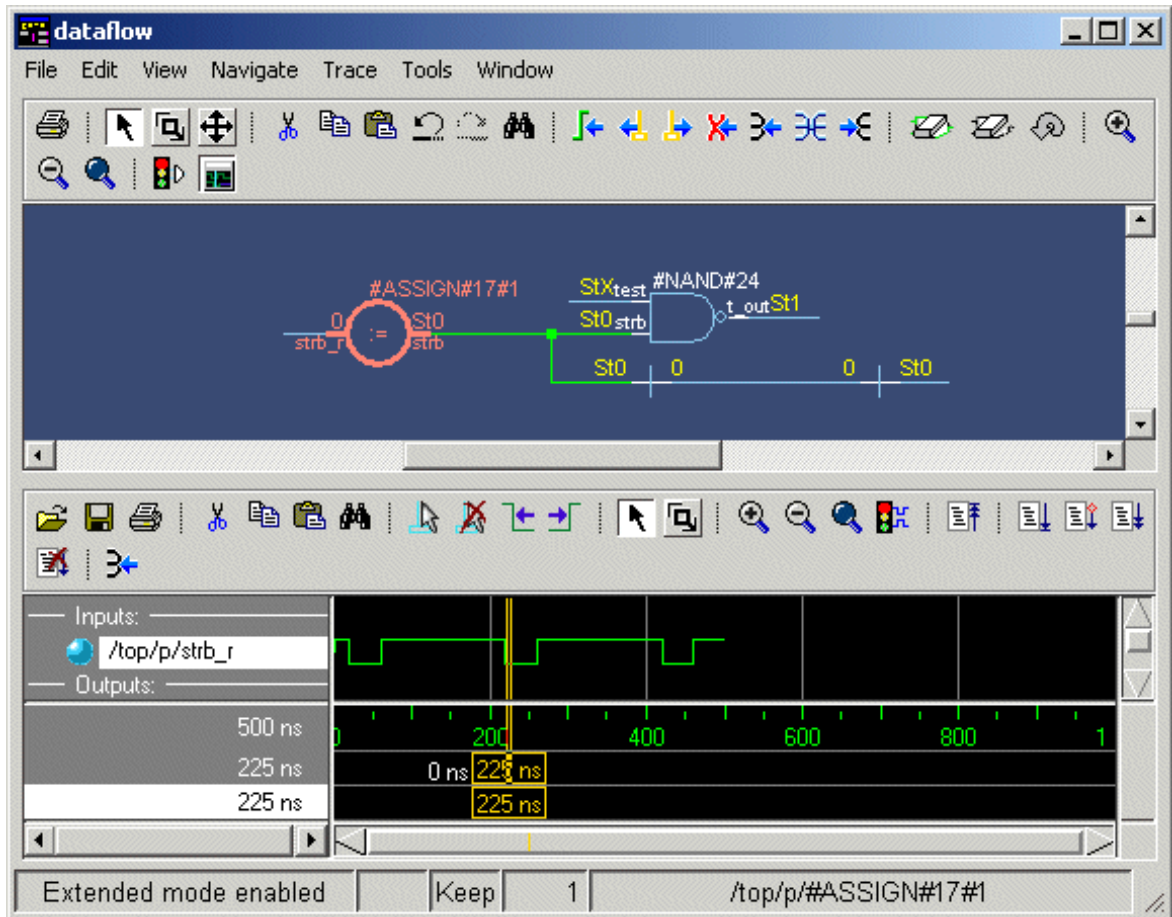 dataflow
File Edit View Navigate Trace Tools Window
#ASSIGN#17#1 StX test #NAND#24
0 St0 St0 strb t_out St1
strb_r := strb
St0 0 0 St0
Inputs:
/top/p/strb_r
Outputs:
500 ns 0 200 400 600 800 1
225 ns 0 ns 225 ns
225 ns 225 ns
Extended mode enabled Keep 1 /top/p/#ASSIGN#17#1